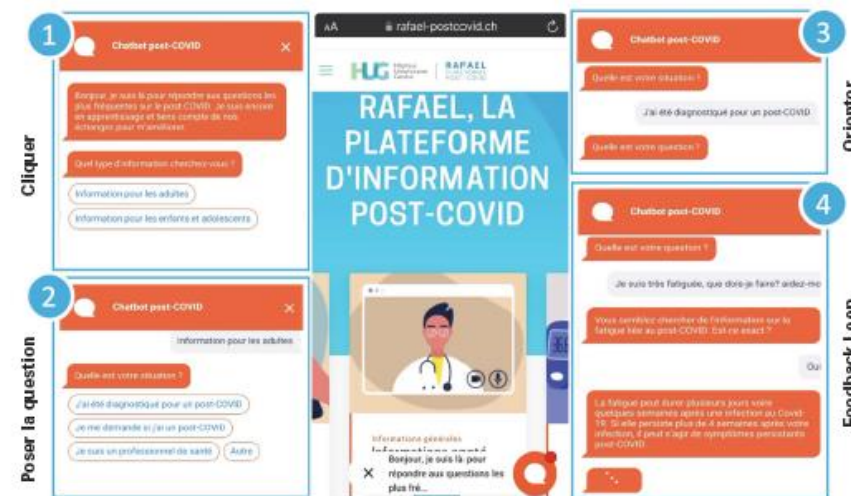 Cliquer
1
Chatbot post-COVID
Bonjour, je suis là pour répondre aux questions les
plus fréquentes sur le post COVID. Je suis encore
en apprentissage et tiens compte de nos
échanges pour m'améliorer.
Quel type d'information cherchez-vous ?
Information pour les adultes
Information pour les enfants et adolescents
Poser la question
2
Chatbot post-COVID
Information pour les adultes
Quelle est votre situation ?
J'ai été diagnostiqué pour un post-COVID
Je me demande si j'ai un post-COVID
Je suis un professionnel de santé
Autre
AA
rafael-postcovid.ch
HUG
RAFAEL
RAFAEL, LA
PLATEFORME
D'INFORMATION
POST-COVID
Informations générales
Informations santé
Bonjour, je suis là pour
répondre aux questions les
plus fré...
3
Orienter
Chatbot post-COVID
Quelle est votre situation ?
J'ai été diagnostiqué pour un post-COVID
Quelle est votre question ?
4
Feedback Loop
Chatbot post-COVID
Quelle est votre question ?
Je suis très fatiguée, que dois-je faire? aidez-mo
Vous semblez chercher de l'information sur la
fatigue liée au post-COVID. Est-ce exact ?
Oui
La fatigue peut durer plusieurs jours voire
quelques semaines après une infection au Covid-
19. Si elle persiste plus de 4 semaines après votre
infection, il peut s'agir de symptômes persistants
post-COVID.